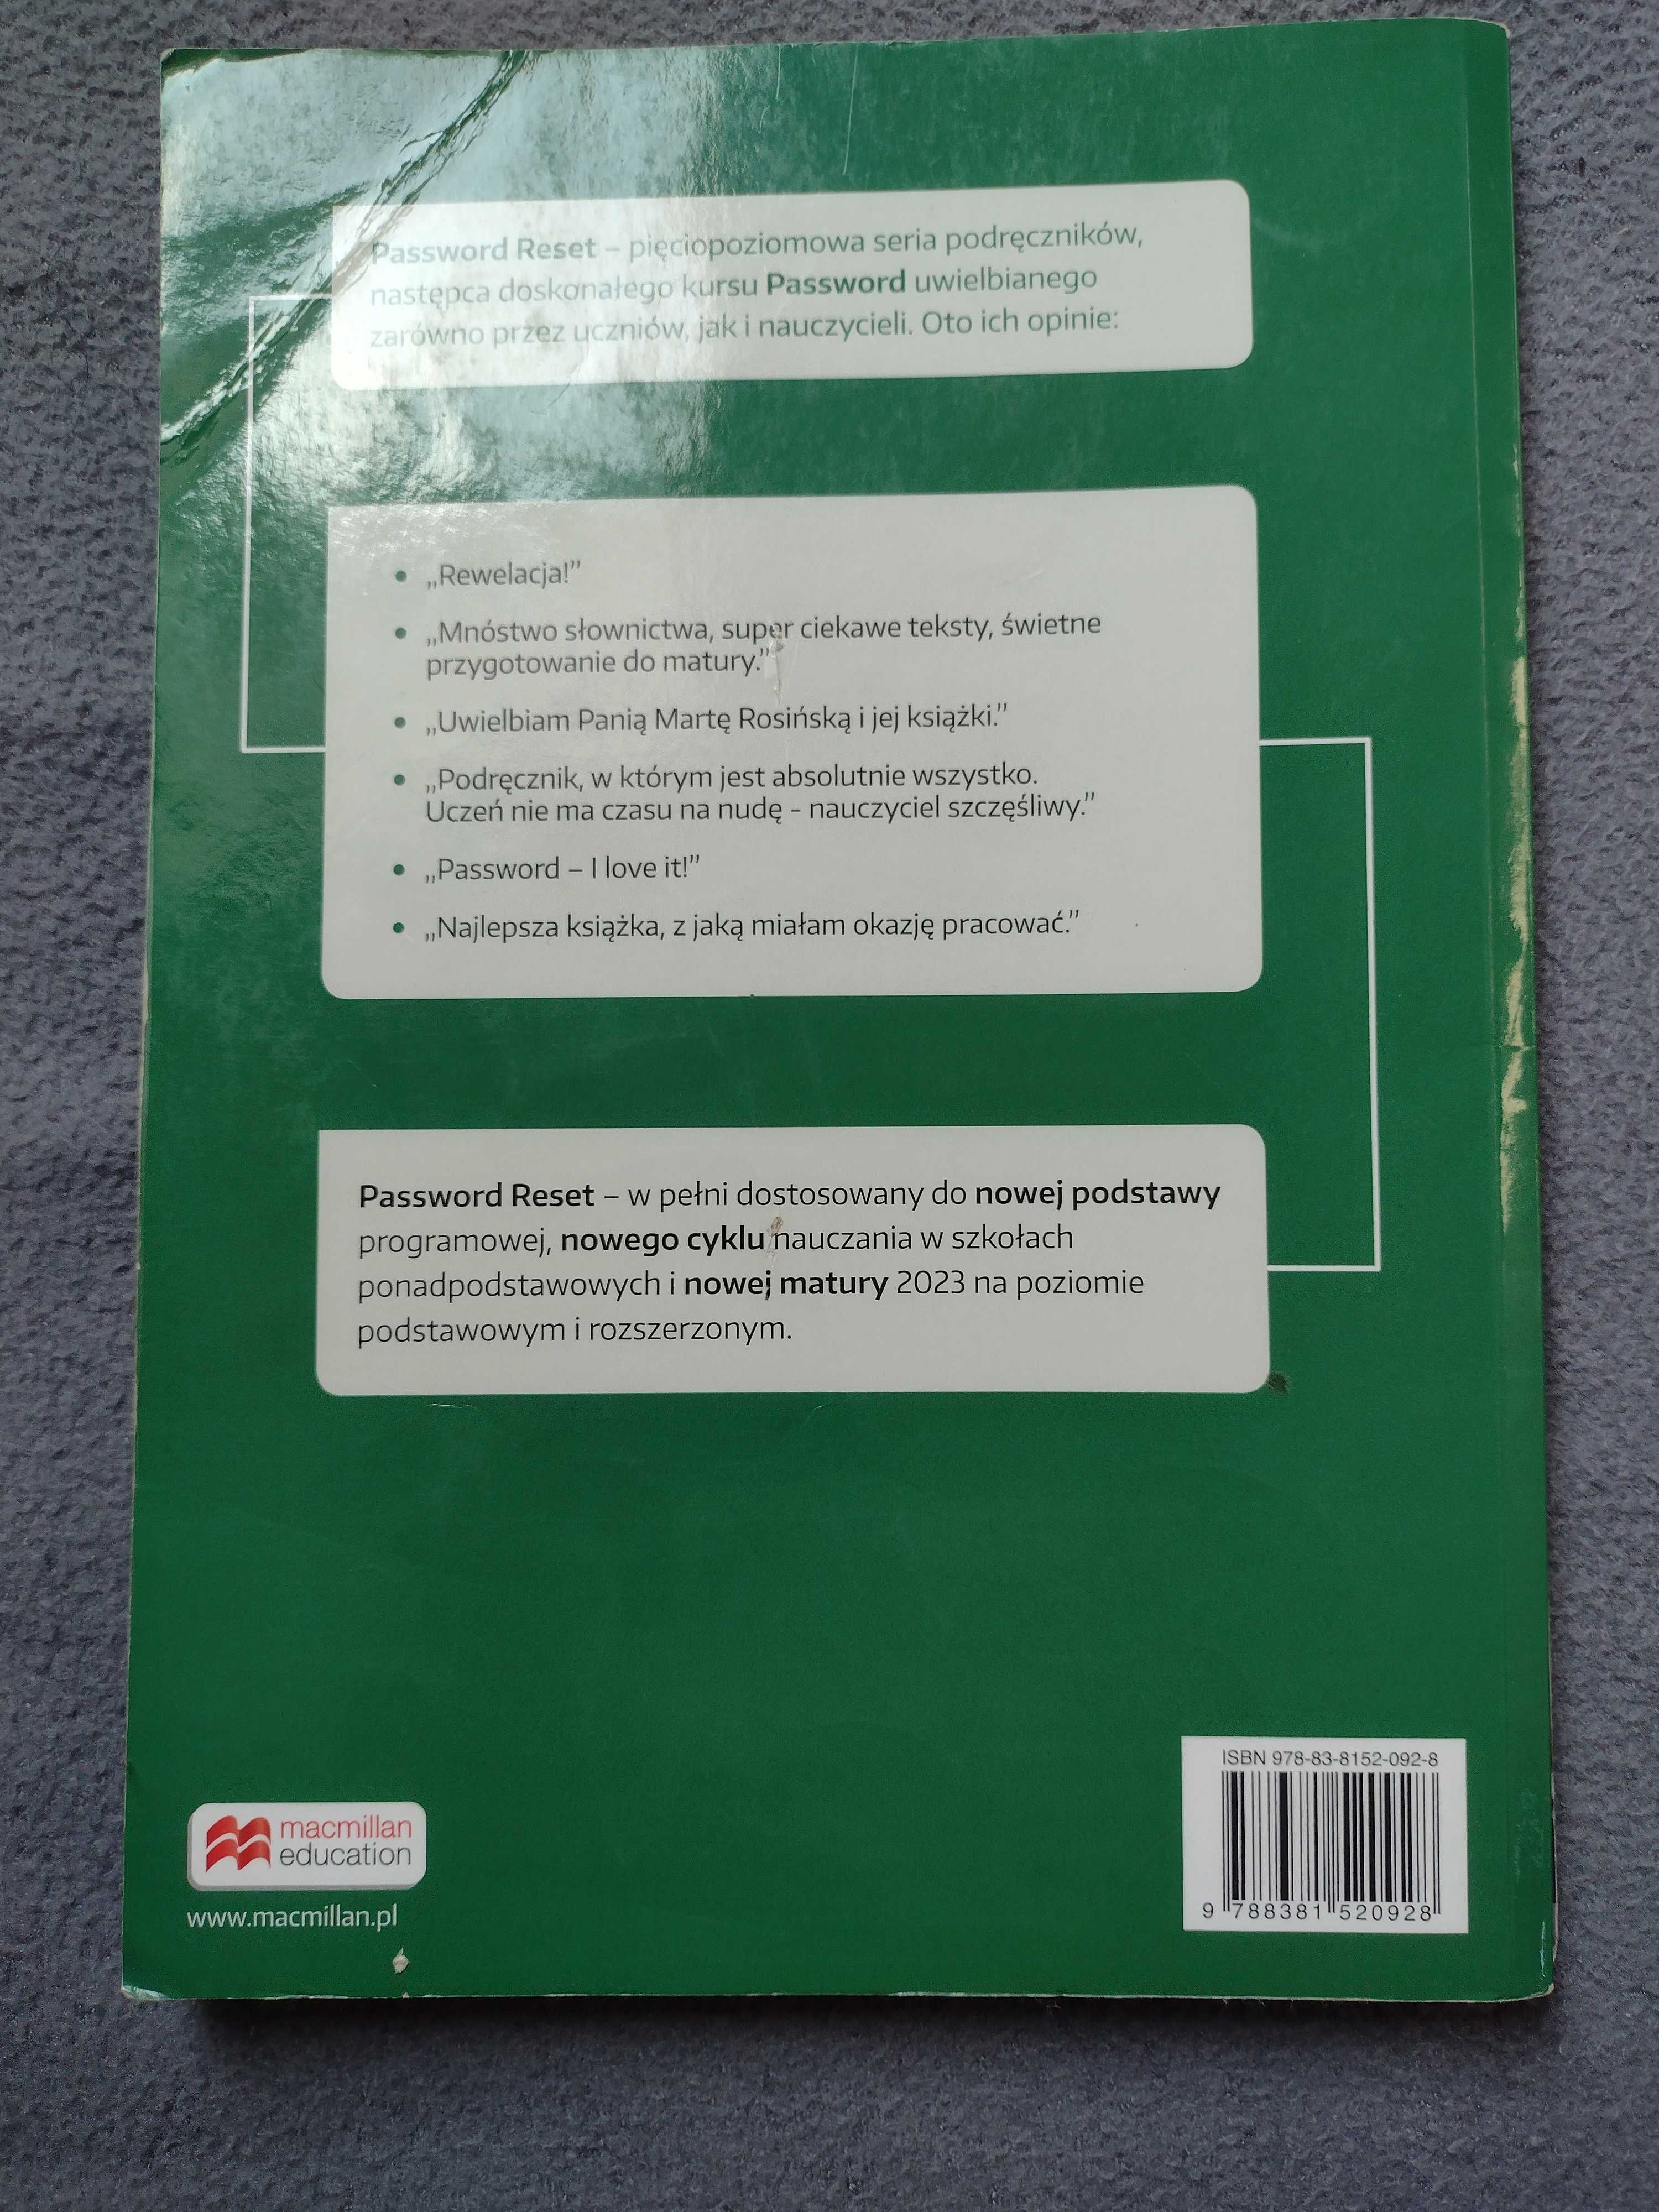 Password Reset – pięciopoziomowa seria podręczników,
następca doskonałego kursu Password uwielbianego
zarówno przez uczniów, jak i nauczycieli. Oto ich opinie:
• „Rewelacja!”
• „Mnóstwo słownictwa, super ciekawe teksty, świetne
przygotowanie do matury.”
• „Uwielbiam Panią Martę Rosińską i jej książki.”
• „Podręcznik, w którym jest absolutnie wszystko.
Uczeń nie ma czasu na nudę - nauczyciel szczęśliwy.”
• „Password – I love it!”
• „Najlepsza książka, z jaką miałam okazję pracować.”
Password Reset – w pełni dostosowany do nowej podstawy
programowej, nowego cyklu nauczania w szkołach
ponadpodstawowych i nowej matury 2023 na poziomie
podstawowym i rozszerzonym.
macmillan
education
www.macmillan.pl
ISBN 978-83-8152-092-8
9 788381 520928